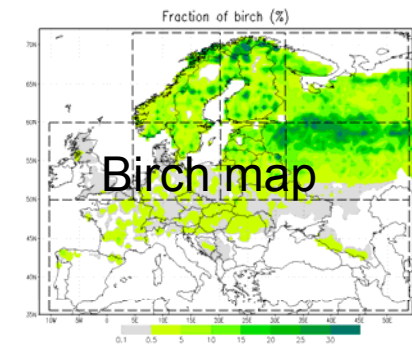 Fraction of birch (%)
70N
65N
60N
55N
Birch map
50N
45N
40N
35N
10W 5W 0 5E 10E 15E 20E 25E 30E 35E 40E 45E 50E
0.1 0.5 5 10 15 20 25 30